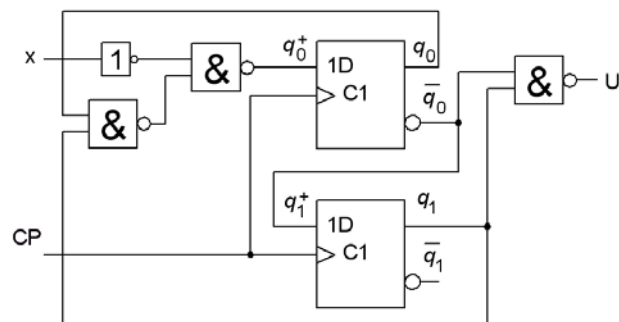 x
1
&
q₀⁺
1D
C1
q₀
q̅₀
&
U
&
q₁⁺
1D
C1
q₁
q̅₁
CP